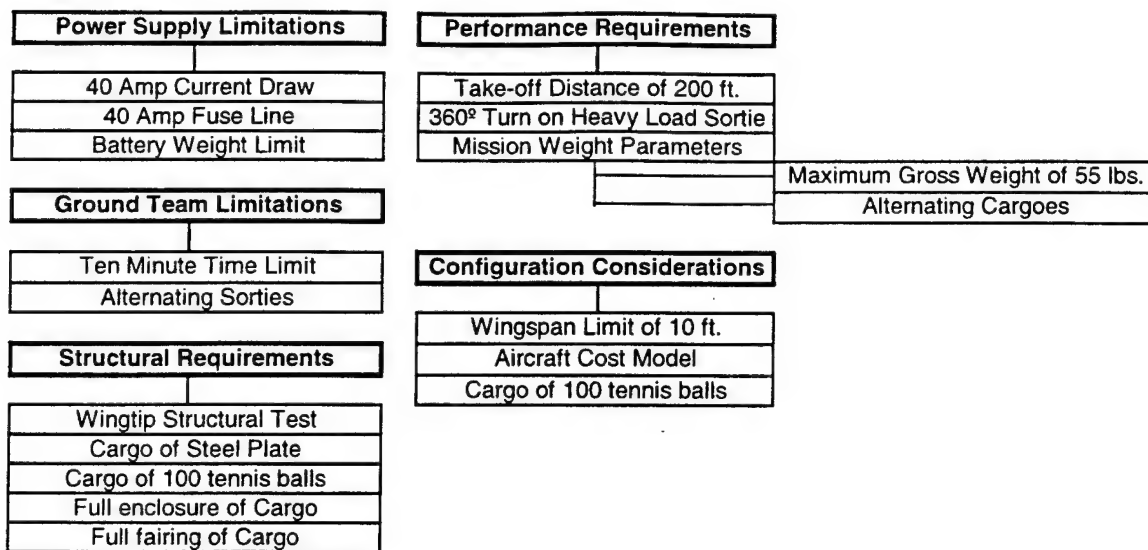 Power Supply Limitations
40 Amp Current Draw
40 Amp Fuse Line
Battery Weight Limit
Ground Team Limitations
Ten Minute Time Limit
Alternating Sorties
Structural Requirements
Wingtip Structural Test
Cargo of Steel Plate
Cargo of 100 tennis balls
Full enclosure of Cargo
Full fairing of Cargo
Performance Requirements
Take-off Distance of 200 ft.
360º Turn on Heavy Load Sortie
Mission Weight Parameters
Maximum Gross Weight of 55 lbs.
Alternating Cargoes
Configuration Considerations
Wingspan Limit of 10 ft.
Aircraft Cost Model
Cargo of 100 tennis balls